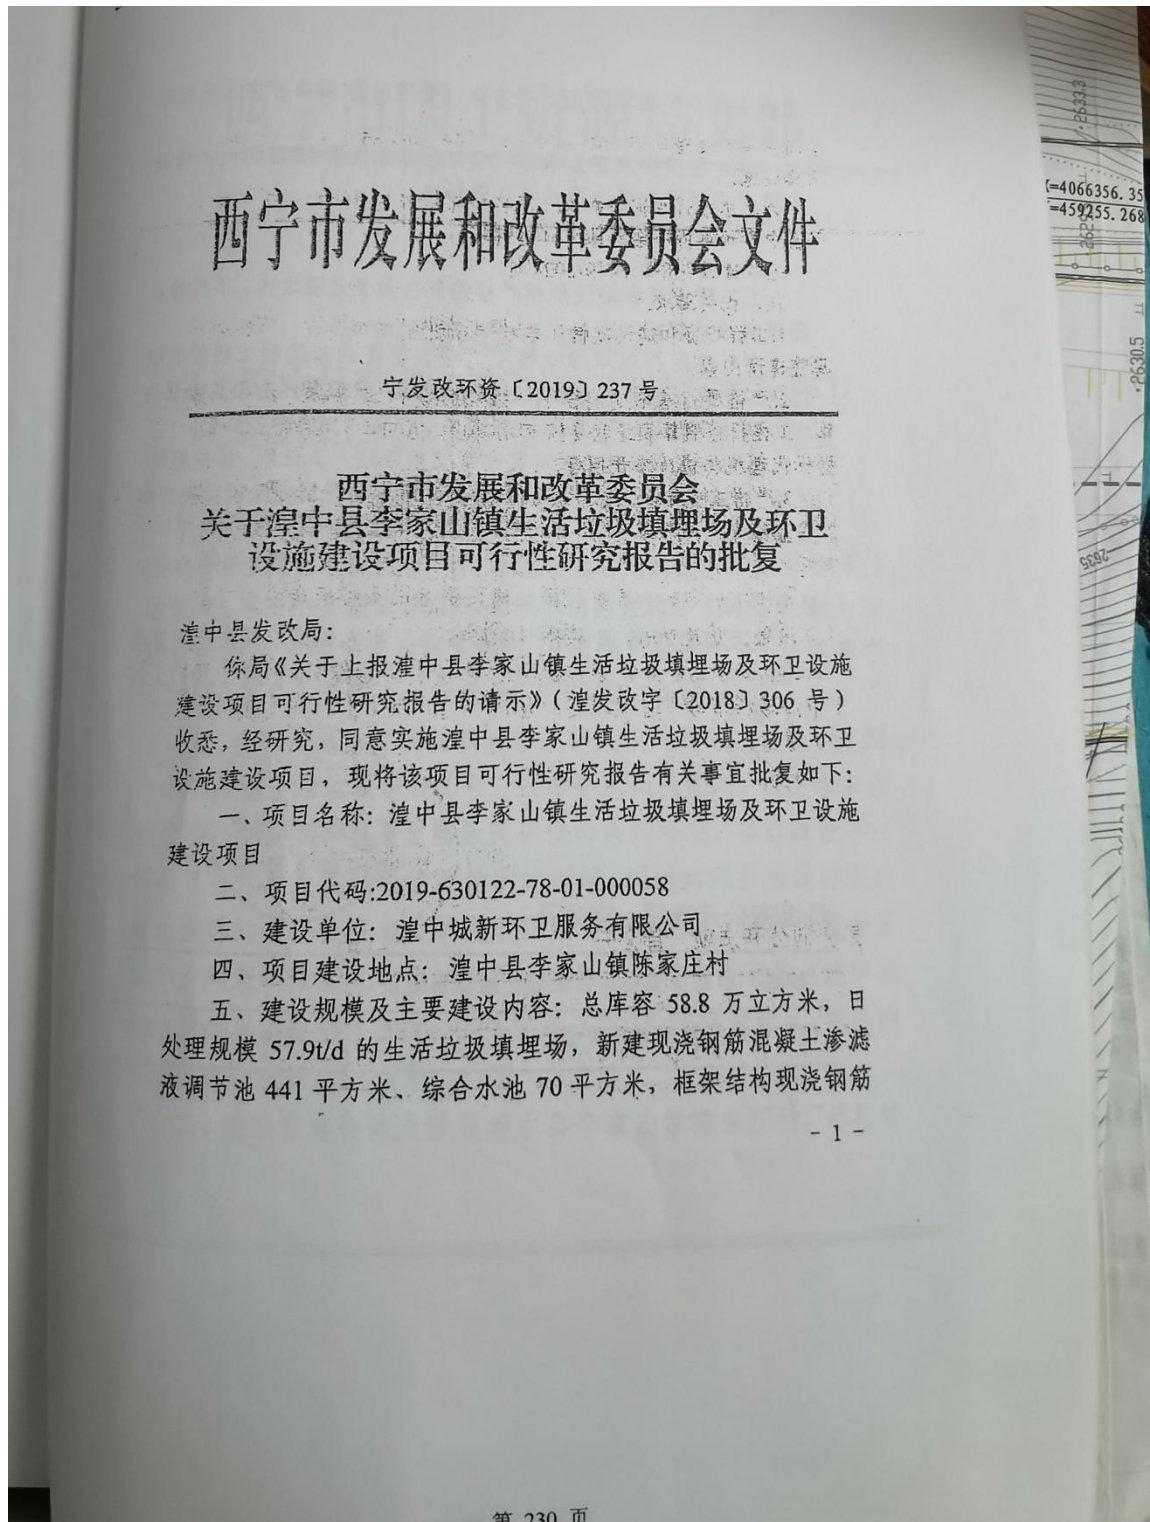 西宁市发展和改革委员会文件
宁发改环资〔2019〕237号
西宁市发展和改革委员会
关于湟中县李家山镇生活垃圾填埋场及环卫
设施建设项目可行性研究报告的批复
湟中县发改局：
你局《关于上报湟中县李家山镇生活垃圾填埋场及环卫设施
建设项目可行性研究报告的请示》（湟发改字〔2018〕306 号）
收悉，经研究，同意实施湟中县李家山镇生活垃圾填埋场及环卫
设施建设项目，现将该项目可行性研究报告有关事宜批复如下：
一、项目名称：湟中县李家山镇生活垃圾填埋场及环卫设施
建设项目
二、项目代码:2019-630122-78-01-000058
三、建设单位：湟中城新环卫服务有限公司
四、项目建设地点：湟中县李家山镇陈家庄村
五、建设规模及主要建设内容：总库容 58.8 万立方米，日
处理规模 57.9t/d 的生活垃圾填埋场，新建现浇钢筋混凝土渗滤
液调节池 441 平方米、综合水池 70 平方米，框架结构现浇钢筋
- 1 -
第 230 页
2633.3
=4066356.35
=459255.268
2630.5
2635